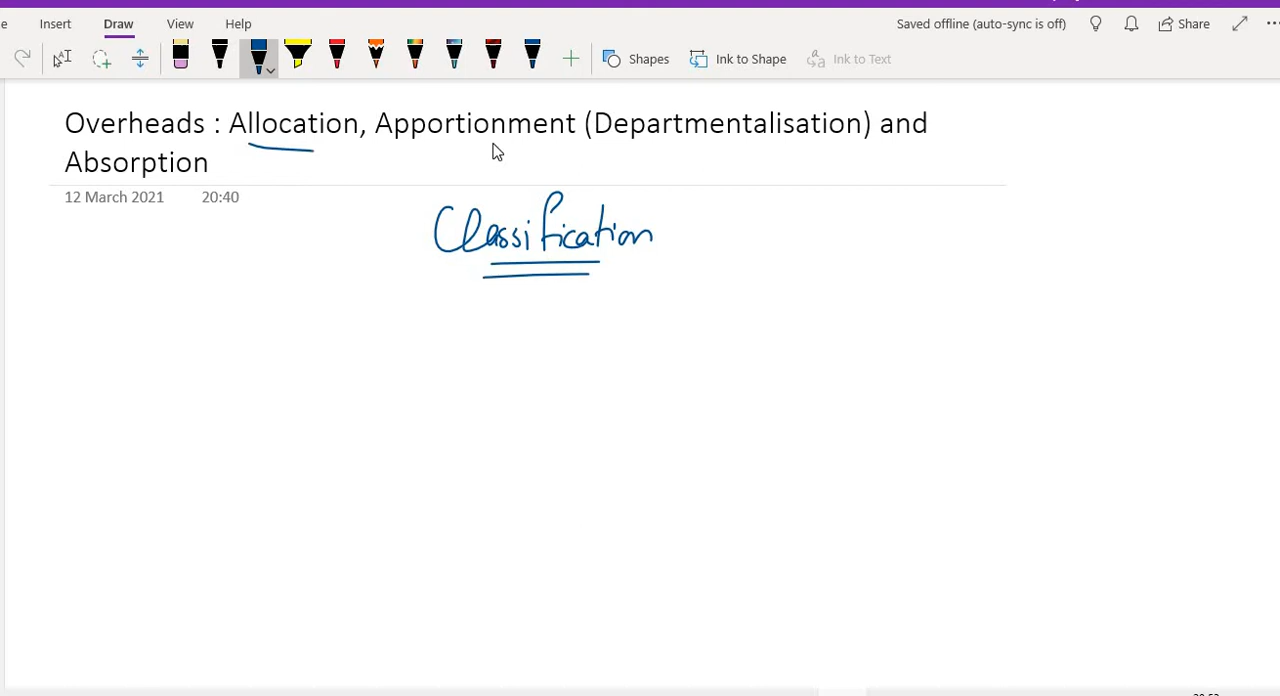 e Insert Draw View Help Saved offline (auto-sync is off) Share
Shapes Ink to Shape Ink to Text
Overheads : Allocation, Apportionment (Departmentalisation) and
Absorption
12 March 2021 20:40
Classification